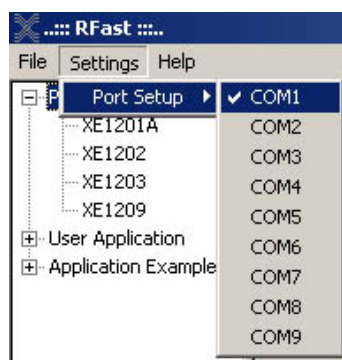 ..::: RFast :::..
File Settings Help
Port Setup COM1
XE1201A COM2
XE1202 COM3
XE1203 COM4
XE1209 COM5
User Application COM6
Application Example COM7
COM8
COM9